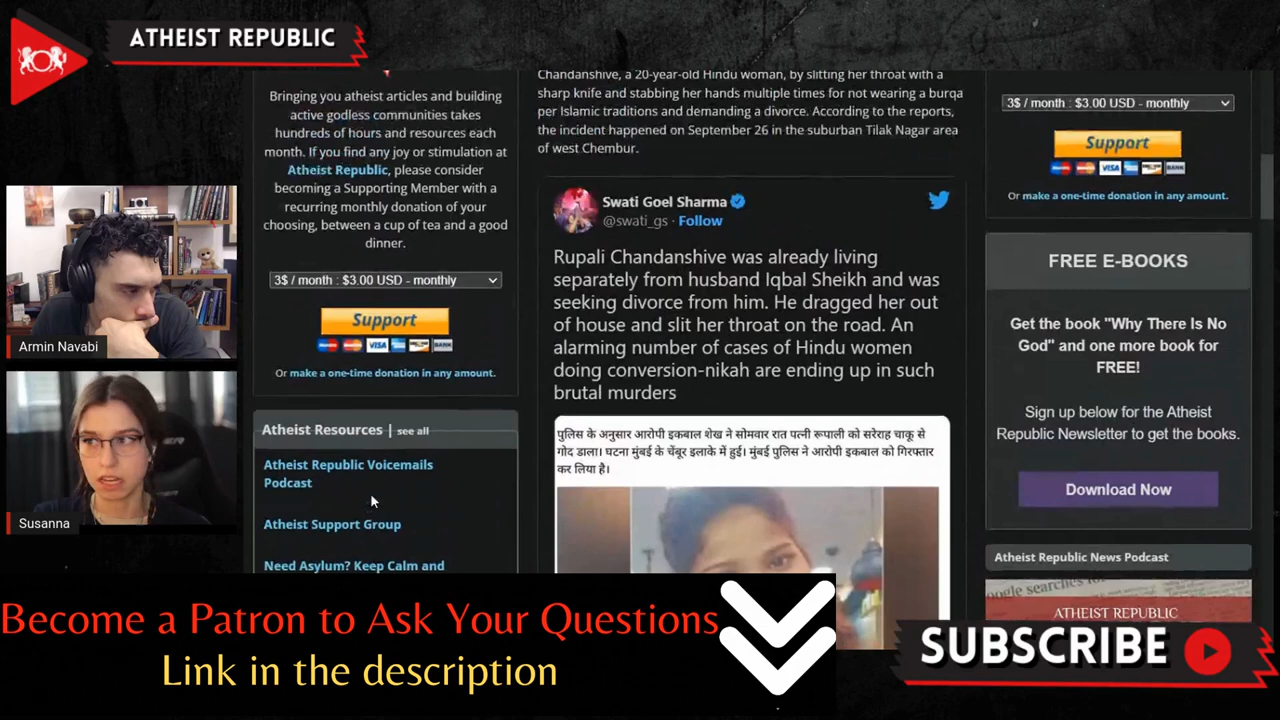 ATHEIST REPUBLIC
Bringing you atheist articles and building
active godless communities takes
hundreds of hours and resources each
month. If you find any joy or stimulation at
Atheist Republic, please consider
becoming a Supporting Member with a
recurring monthly donation of your
choosing, between a cup of tea and a good
dinner.
3$ / month : $3.00 USD - monthly
Support
VISA
BANK
Or make a one-time donation in any amount.
Atheist Resources | see all
Atheist Republic Voicemails
Podcast
Atheist Support Group
Need Asylum? Keep Calm and
Chandanshive, a 20-year-old Hindu woman, by slitting her throat with a
sharp knife and stabbing her hands multiple times for not wearing a burqa
per Islamic traditions and demanding a divorce. According to the reports,
the incident happened on September 26 in the suburban Tilak Nagar area
of west Chembur.
Swati Goel Sharma
@swati_gs · Follow
Rupali Chandanshive was already living
separately from husband Iqbal Sheikh and was
seeking divorce from him. He dragged her out
of house and slit her throat on the road. An
alarming number of cases of Hindu women
doing conversion-nikah are ending up in such
brutal murders
पुलिस के अनुसार आरोपी इकबाल शेख ने सोमवार रात पत्नी रूपाली को सरेराह चाकू से
गोद डाला। घटना मुंबई के चेंबूर इलाके में हुई। मुंबई पुलिस ने आरोपी इकबाल को गिरफ्तार
कर लिया है।
3$ / month : $3.00 USD - monthly
Support
VISA
BANK
Or make a one-time donation in any amount.
FREE E-BOOKS
Get the book "Why There Is No
God" and one more book for
FREE!
Sign up below for the Atheist
Republic Newsletter to get the books.
Download Now
Atheist Republic News Podcast
ATHEIST REPUBLIC
Armin Navabi
Susanna
Become a Patron to Ask Your Questions
Link in the description
SUBSCRIBE